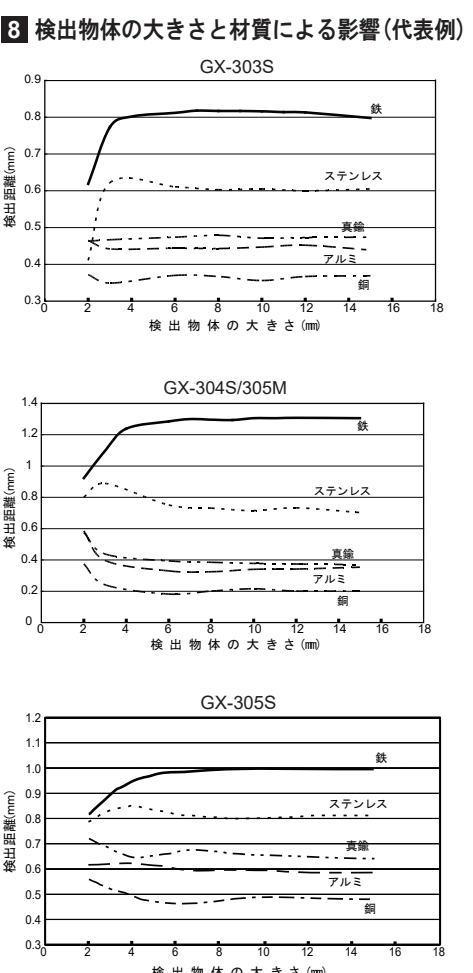 8 検出物体の大きさと材質による影響(代表例)
GX-303S
検出距離(mm)
0.9
0.8
0.7
0.6
0.5
0.4
0.3
鉄
ステンレス
真鍮
アルミ
銅
0 2 4 6 8 10 12 14 16 18
検出物体の大きさ(㎜)
GX-304S/305M
検出距離(mm)
1.4
1.2
1
0.8
0.6
0.4
0.2
0
鉄
ステンレス
真鍮
アルミ
銅
0 2 4 6 8 10 12 14 16 18
検出物体の大きさ(㎜)
GX-305S
検出距離(mm)
1.2
1.1
1.0
0.9
0.8
0.7
0.6
0.5
0.4
0.3
鉄
ステンレス
真鍮
アルミ
銅
0 2 4 6 8 10 12 14 16 18
検出物体の大きさ(㎜)